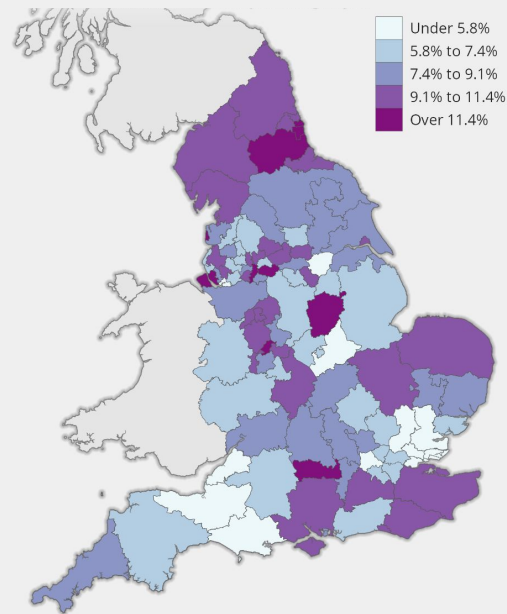 Under 5.8%
5.8% to 7.4%
7.4% to 9.1%
9.1% to 11.4%
Over 11.4%